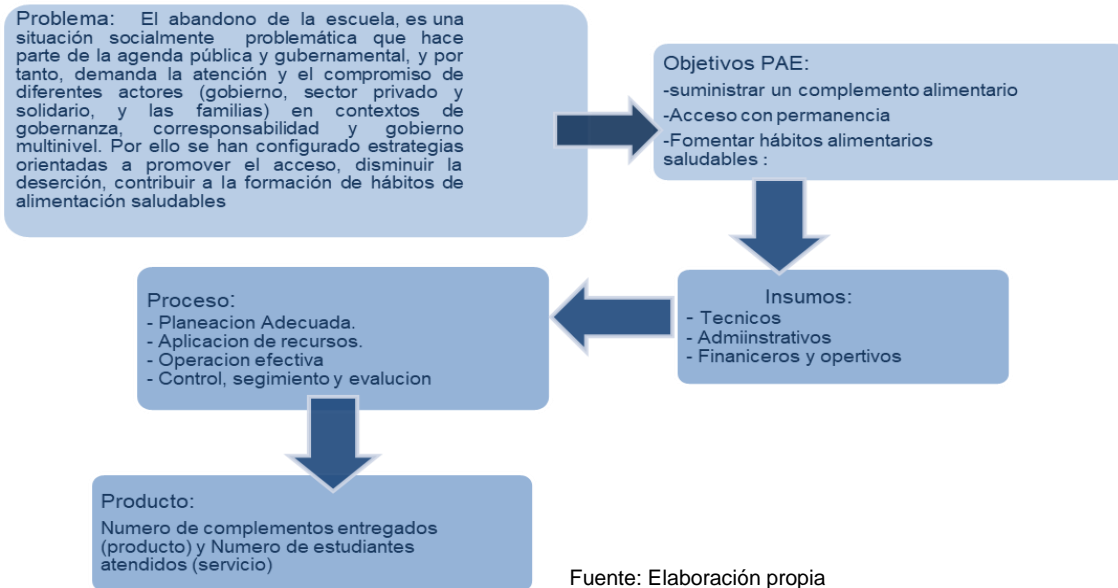 Problema: El abandono de la escuela, es una
situación socialmente problemática que hace
parte de la agenda pública y gubernamental, y por
tanto, demanda la atención y el compromiso de
diferentes actores (gobierno, sector privado y
solidario, y las familias) en contextos de
gobernanza, corresponsabilidad y gobierno
multinivel. Por ello se han configurado estrategias
orientadas a promover el acceso, disminuir la
deserción, contribuir a la formación de hábitos de
alimentación saludables
Objetivos PAE:
-suministrar un complemento alimentario
-Acceso con permanencia
-Fomentar hábitos alimentarios
saludables :
Insumos:
- Tecnicos
- Admiinstrativos
- Finaniceros y opertivos
Proceso:
- Planeacion Adecuada.
- Aplicacion de recursos.
- Operacion efectiva
- Control, segimiento y evalucion
Producto:
Numero de complementos entregados
(producto) y Numero de estudiantes
atendidos (servicio)
Fuente: Elaboración propia